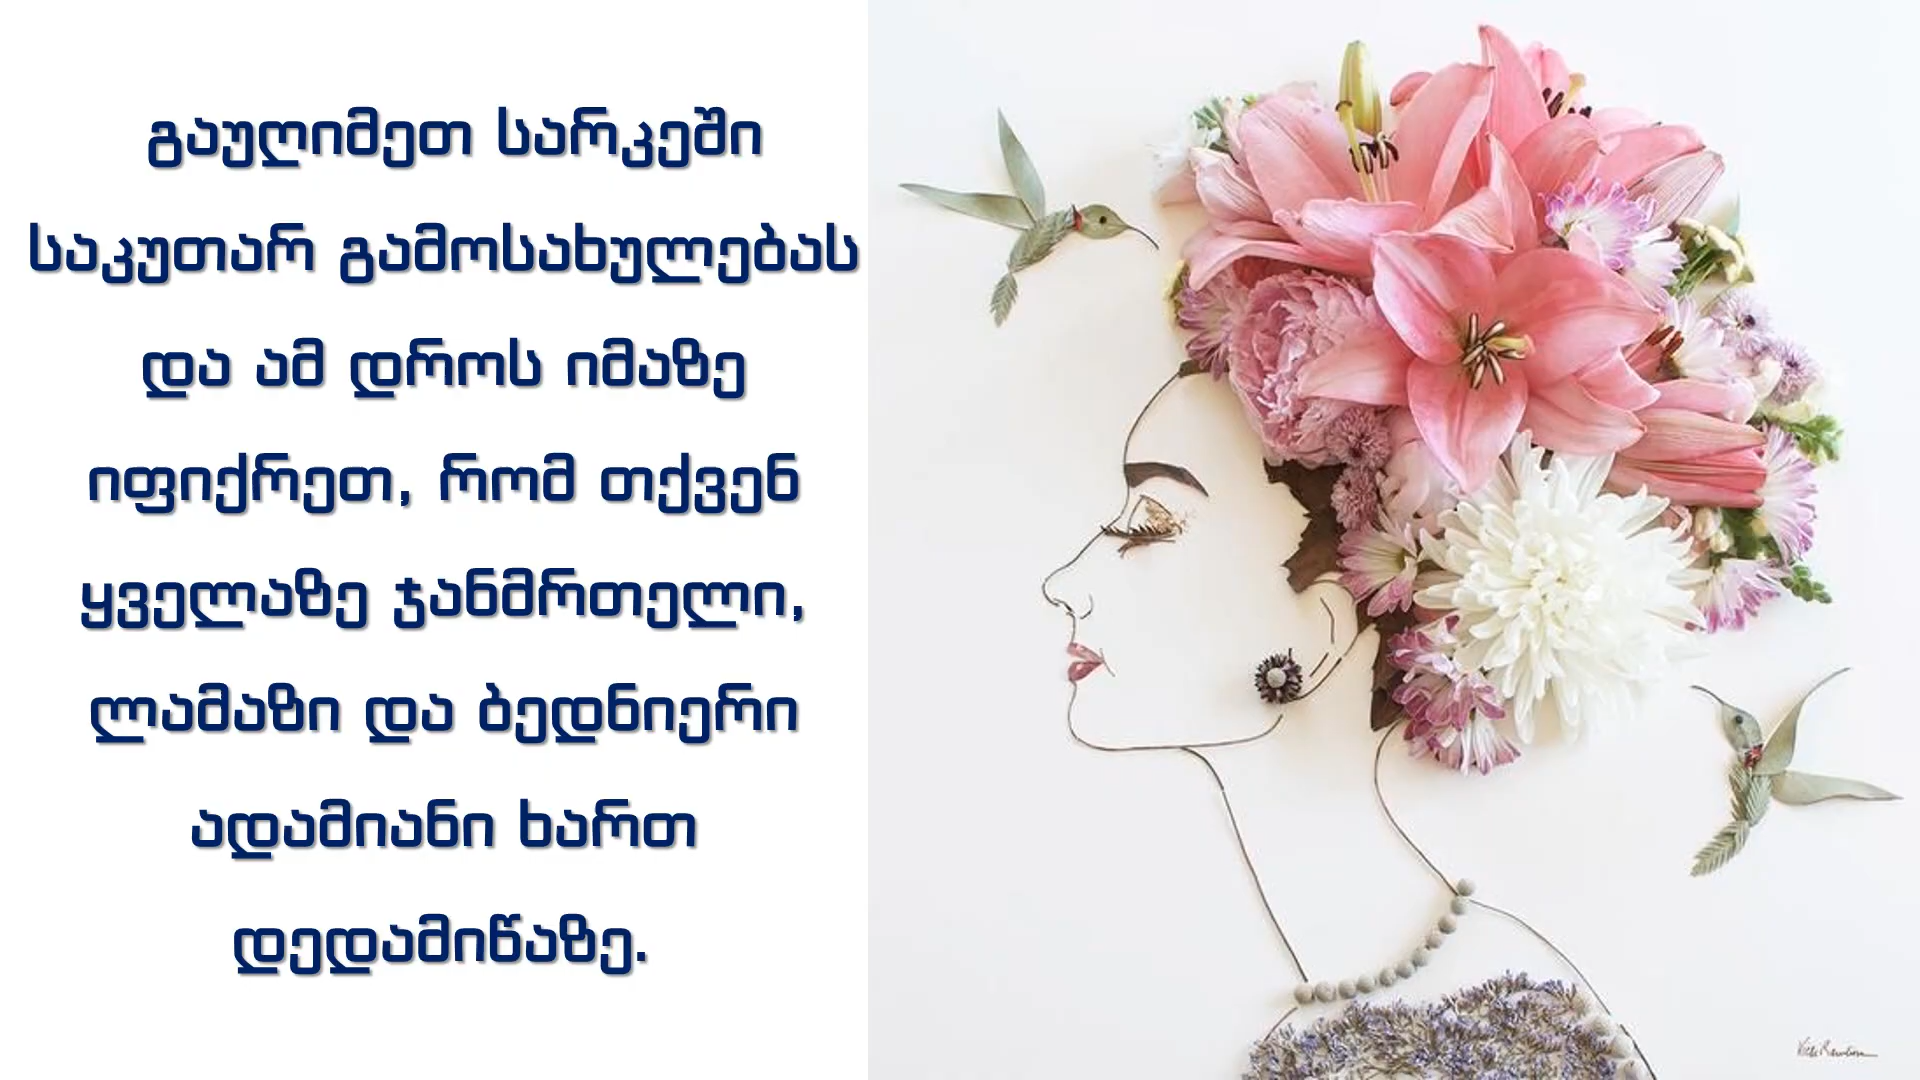 გაუღიმეთ სარკეში
საკუთარ გამოსახულებას
და ამ დროს იმაზე
იფიქრეთ, რომ თქვენ
ყველაზე ჯანმრთელი,
ლამაზი და ბედნიერი
ადამიანი ხართ
დედამიწაზე.